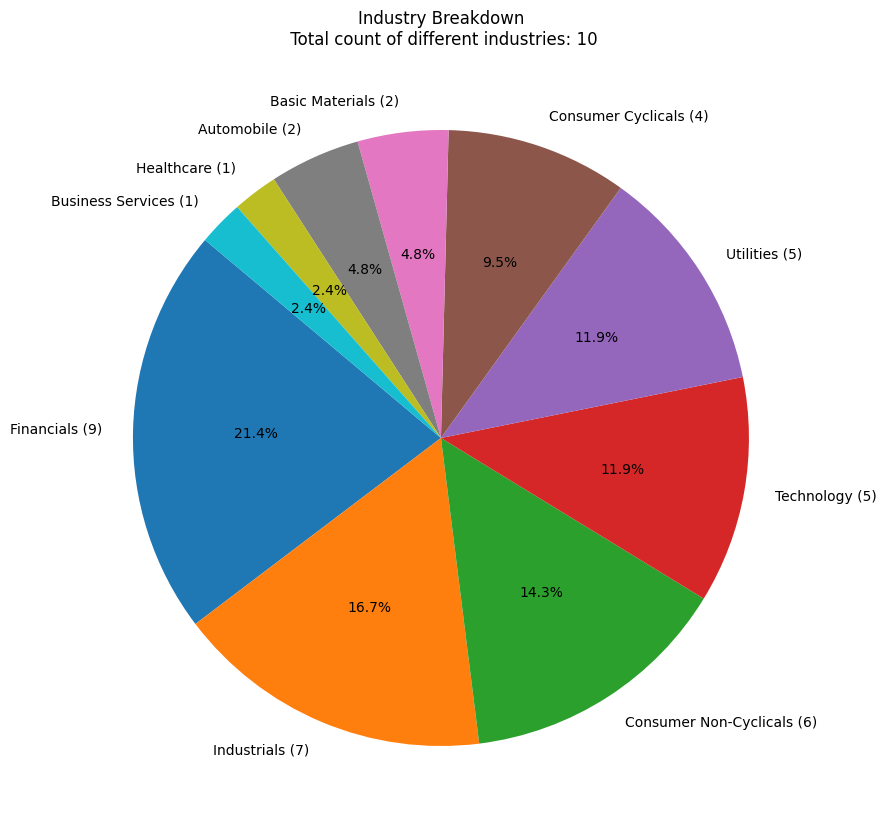 Industry Breakdown
Total count of different industries: 10
Basic Materials (2)
Consumer Cyclicals (4)
Automobile (2)
Healthcare (1)
Business Services (1)
Utilities (5)
4.8%
9.5%
4.8%
2.4%
2.4%
11.9%
Financials (9)
21.4%
11.9%
Technology (5)
16.7%
14.3%
Consumer Non-Cyclicals (6)
Industrials (7)